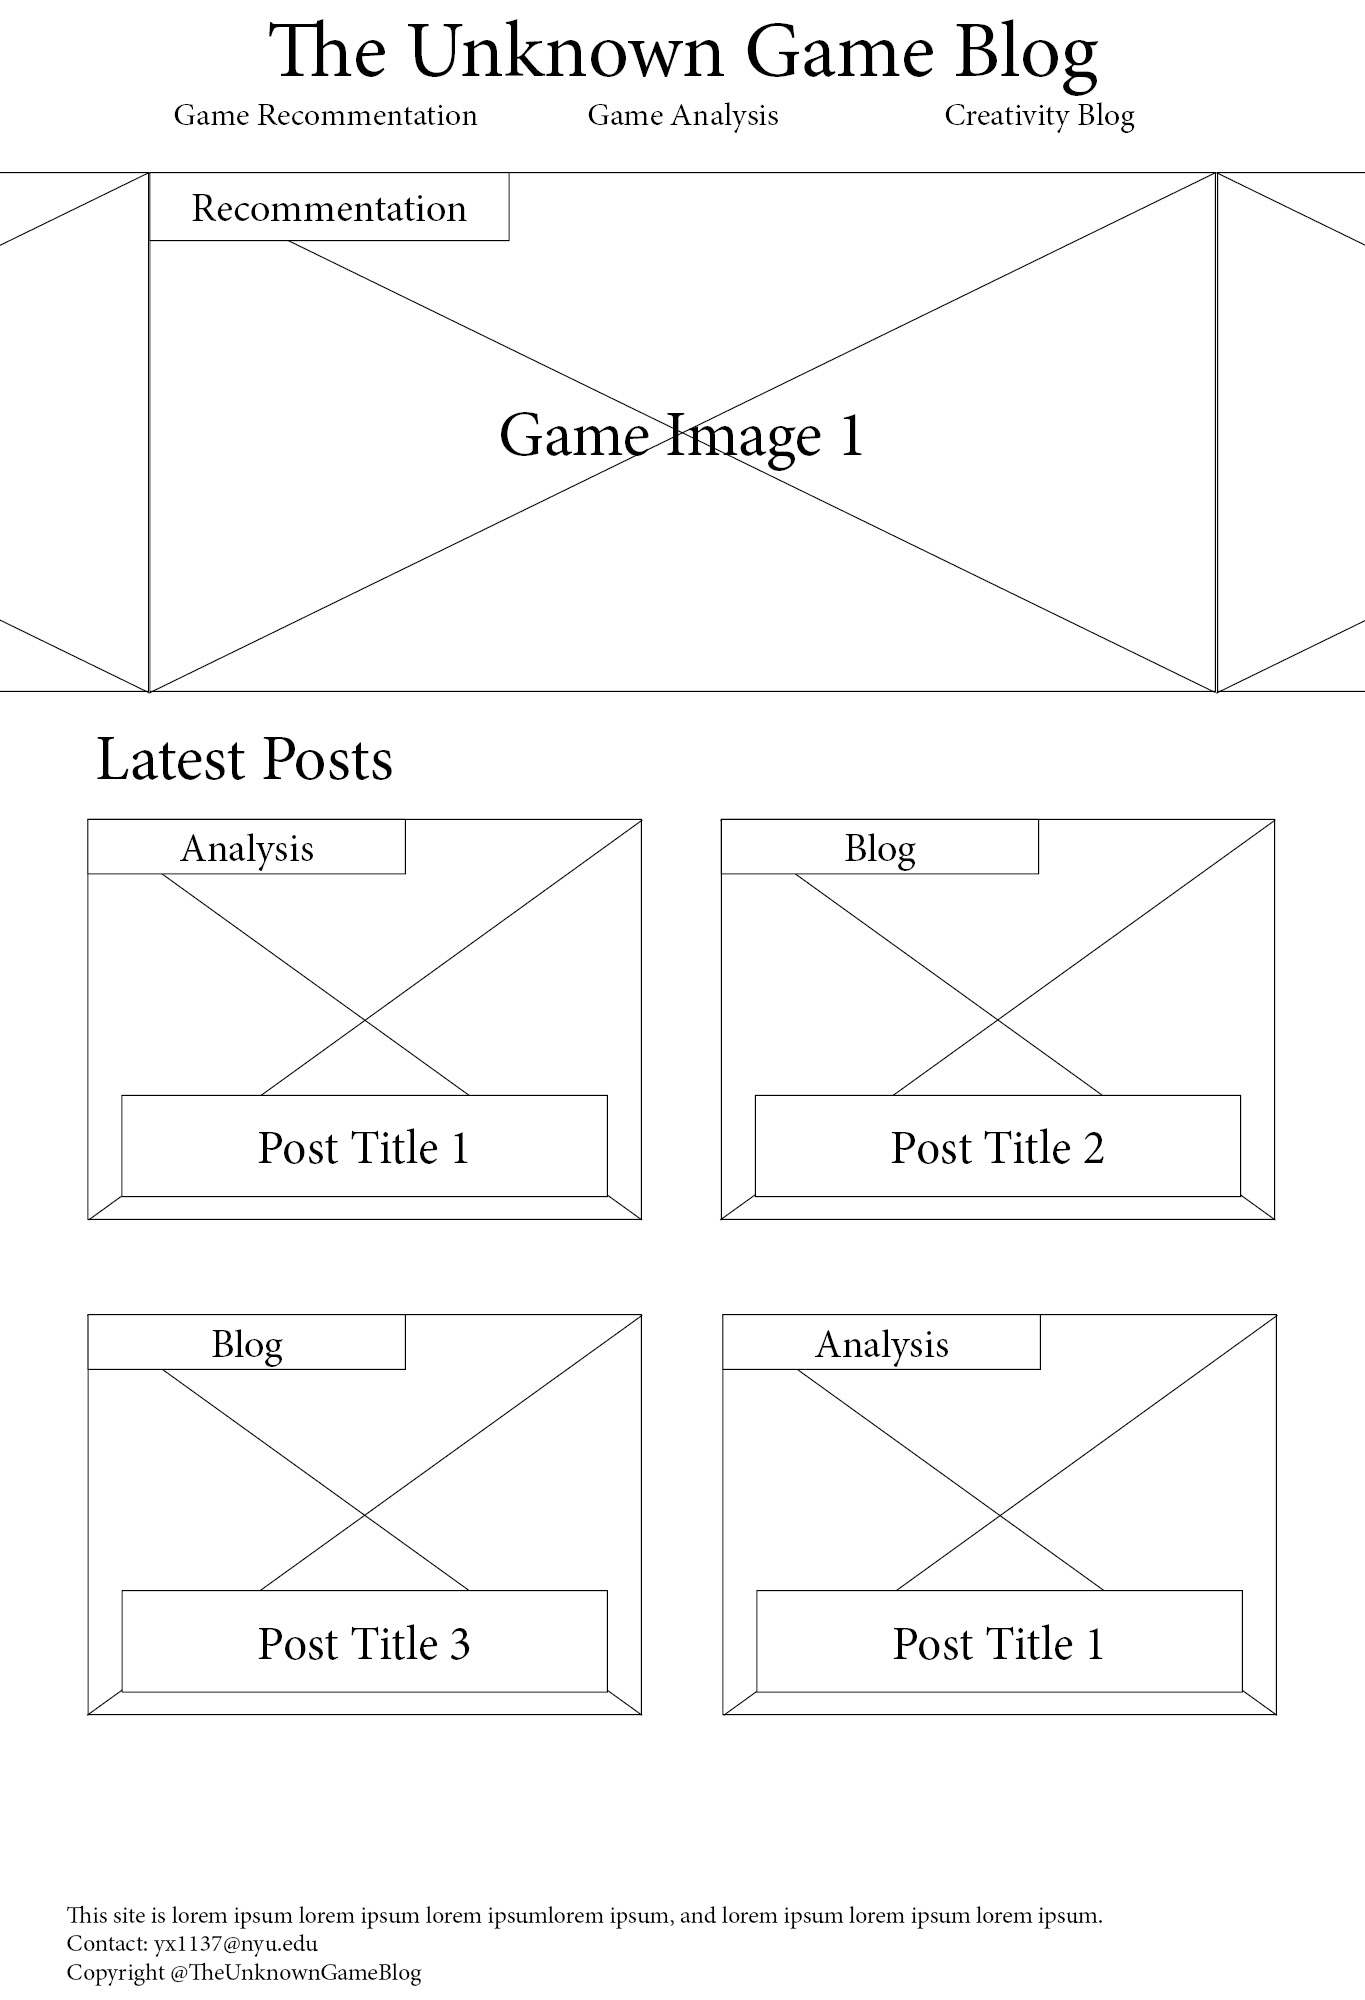 The Unknown Game Blog
Game Recommentation Game Analysis Creativity Blog
Recommentation
Game Image 1
Latest Posts
Analysis
Blog
Post Title 1
Post Title 2
Blog
Analysis
Post Title 3
Post Title 1
This site is lorem ipsum lorem ipsum lorem ipsumlorem ipsum, and lorem ipsum lorem ipsum lorem ipsum.
Contact: yx1137@nyu.edu
Copyright @TheUnknownGameBlog